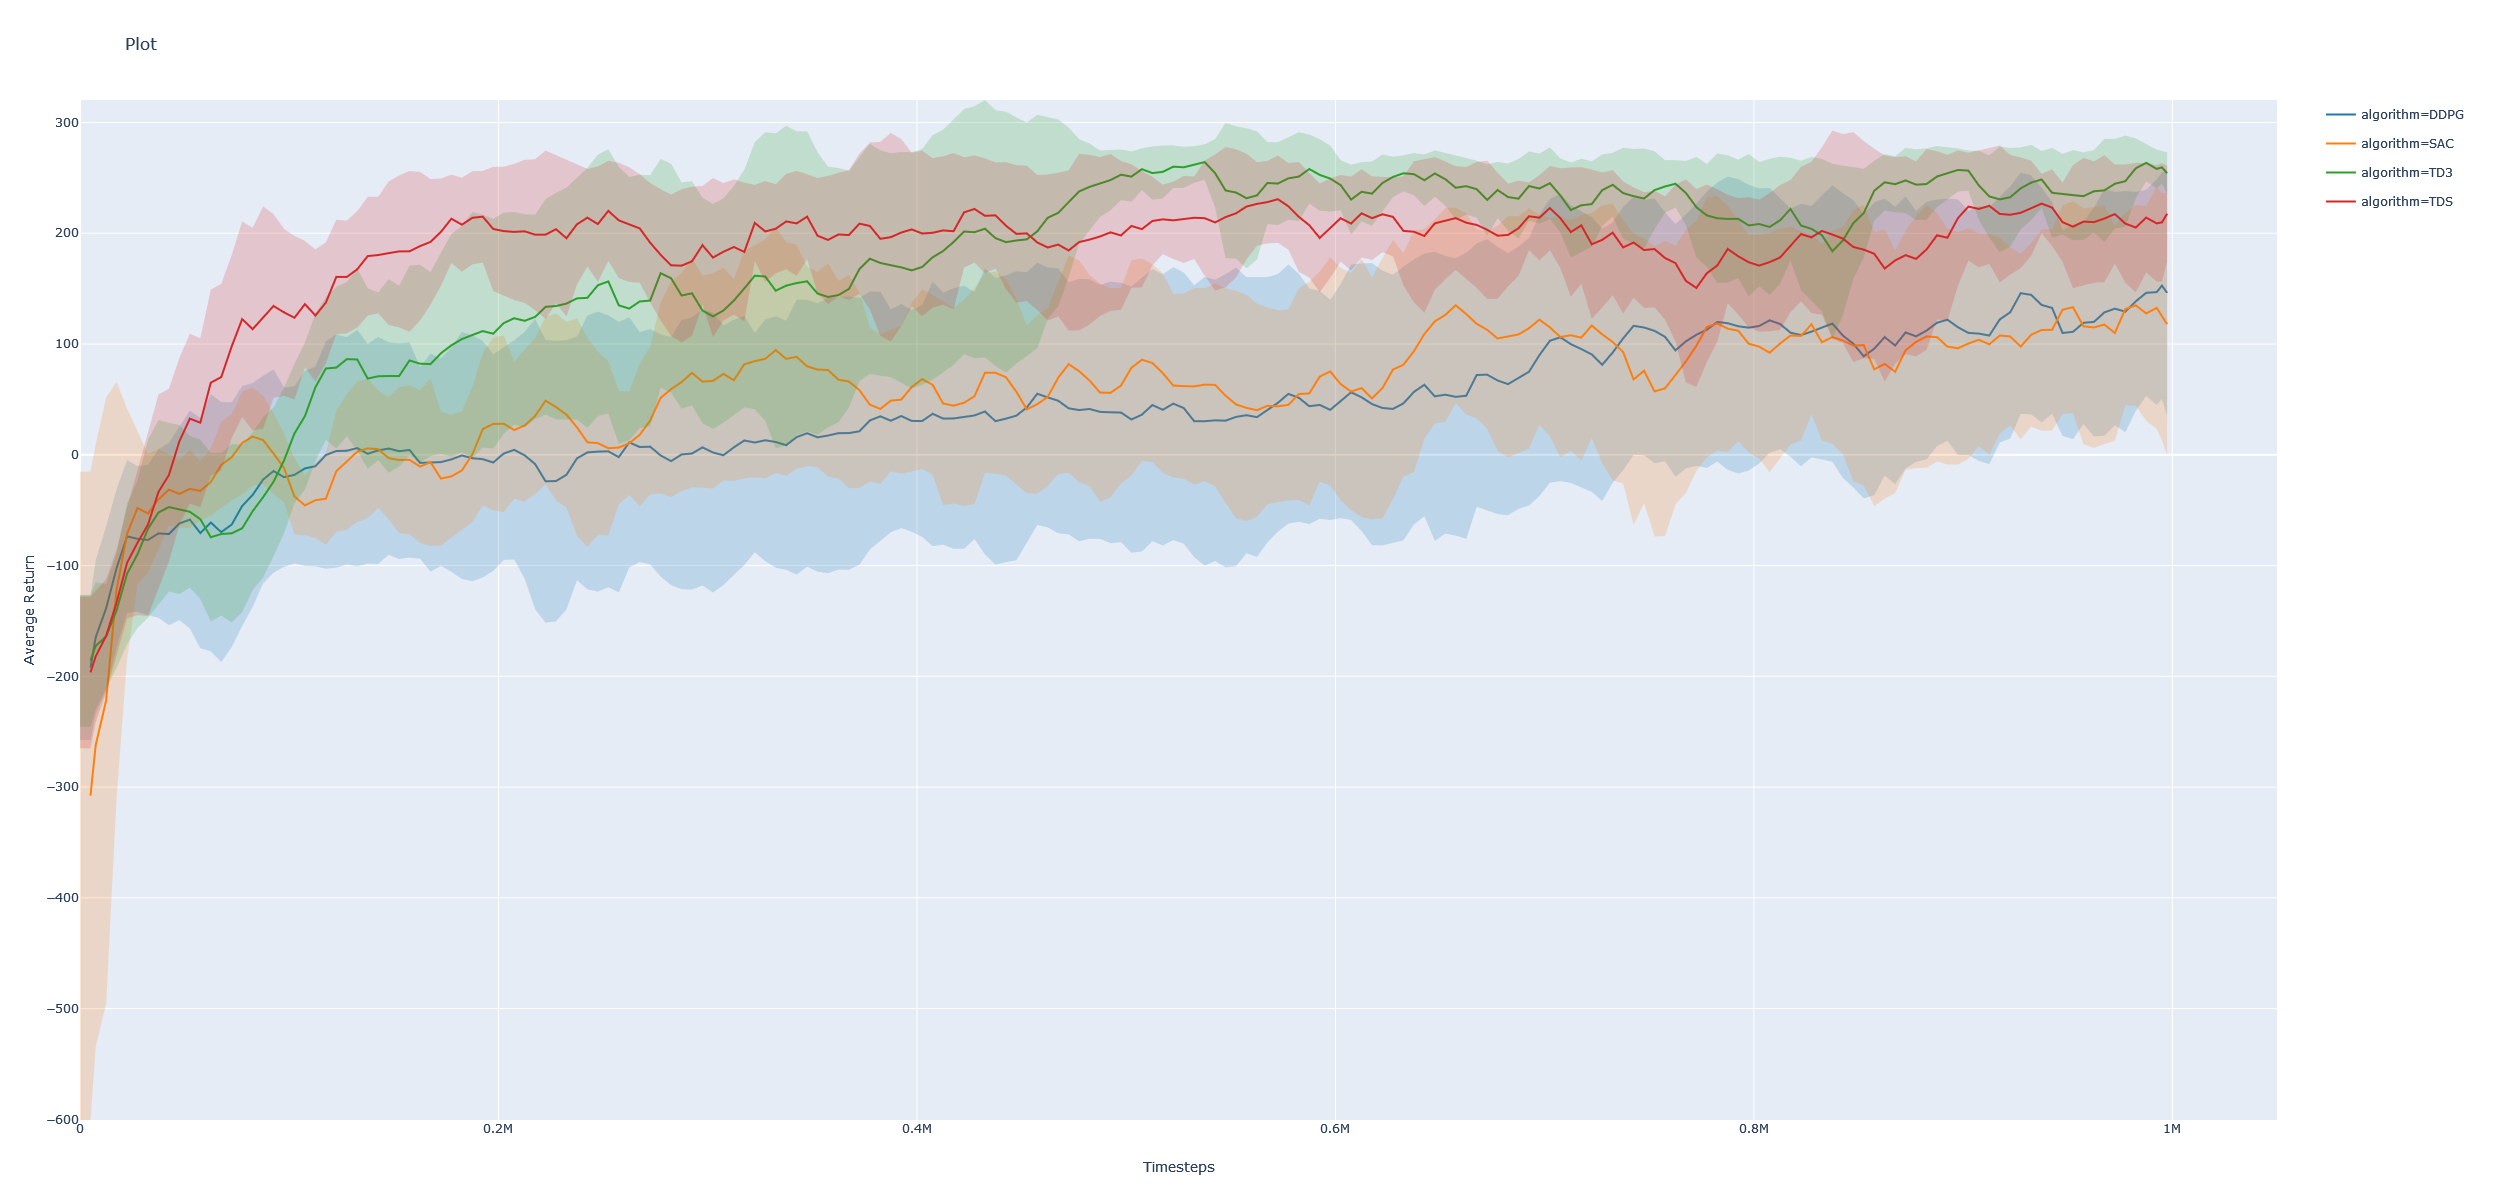 Plot
300
200
100
0
−100
−200
−300
−400
−500
−600
Average Return
0
0.2M
0.4M
0.6M
0.8M
1M
Timesteps
algorithm=DDPG
algorithm=SAC
algorithm=TD3
algorithm=TDS